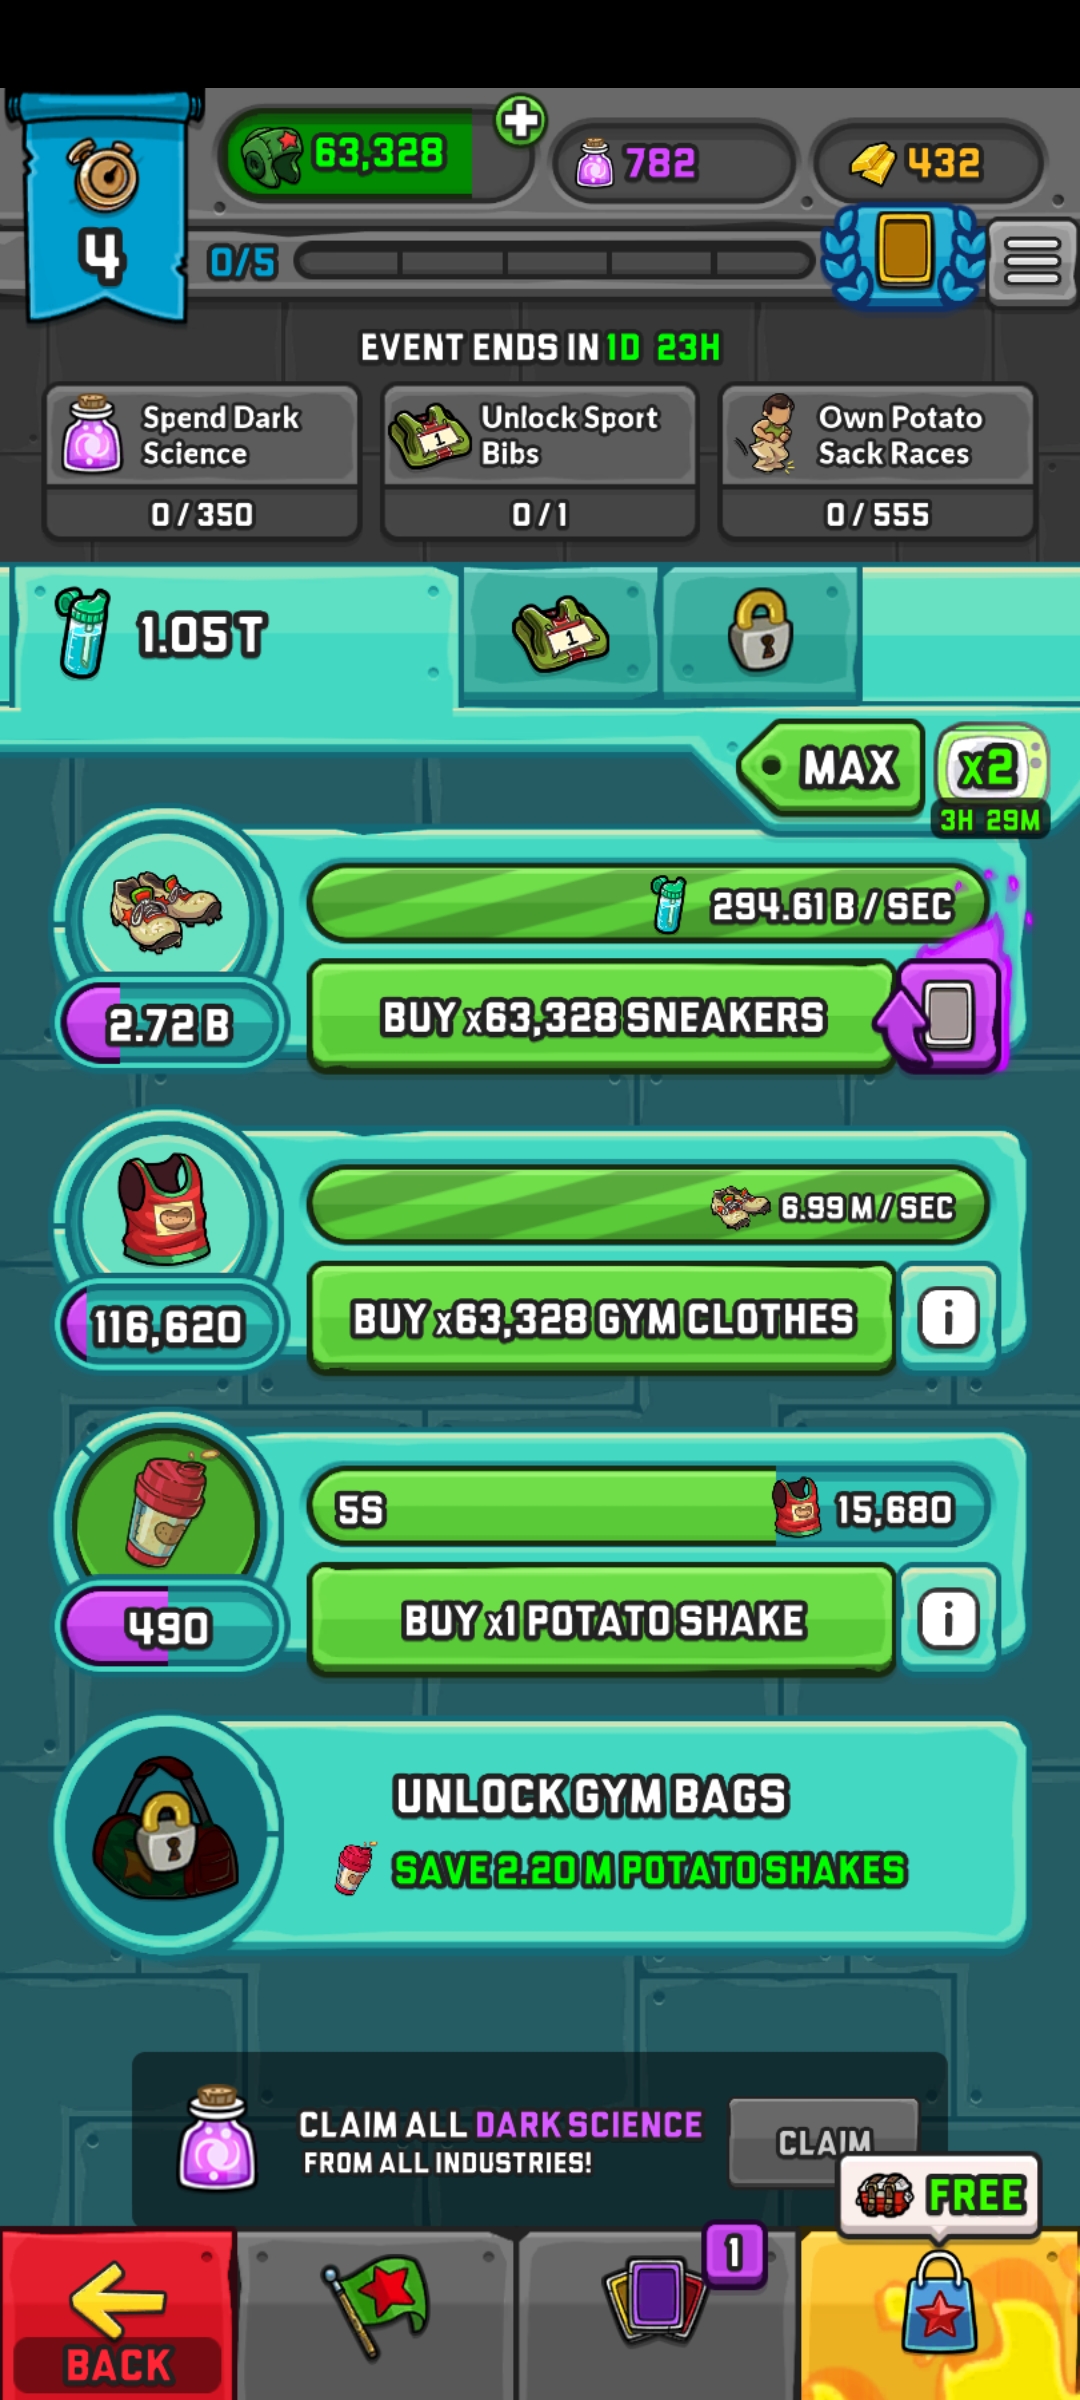 63,328
782
432
4
0/5
EVENT ENDS IN 1D 23H
Spend Dark
Science
0 / 350
Unlock Sport
Bibs
0 / 1
Own Potato
Sack Races
0 / 555
1.05 T
1
MAX
x2
3H 29M
294.61 B / SEC
2.72 B
BUY x63,328 SNEAKERS
6.99 M / SEC
116,620
BUY x63,328 GYM CLOTHES
i
5S
15,680
490
BUY x1 POTATO SHAKE
i
UNLOCK GYM BAGS
SAVE 2.20 M POTATO SHAKES
CLAIM ALL DARK SCIENCE
FROM ALL INDUSTRIES!
CLAIM
FREE
1
BACK